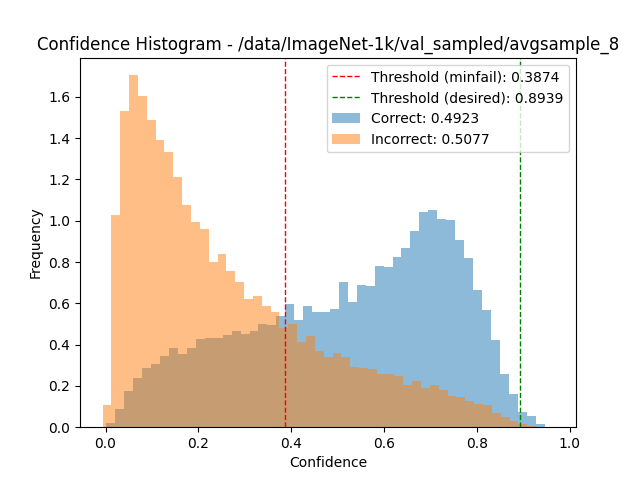 Confidence Histogram - /data/ImageNet-1k/val_sampled/avgsample_8
Threshold (minfail): 0.3874
Threshold (desired): 0.8939
Correct: 0.4923
Incorrect: 0.5077
Frequency
1.6
1.4
1.2
1.0
0.8
0.6
0.4
0.2
0.0
0.0 0.2 0.4 0.6 0.8 1.0
Confidence